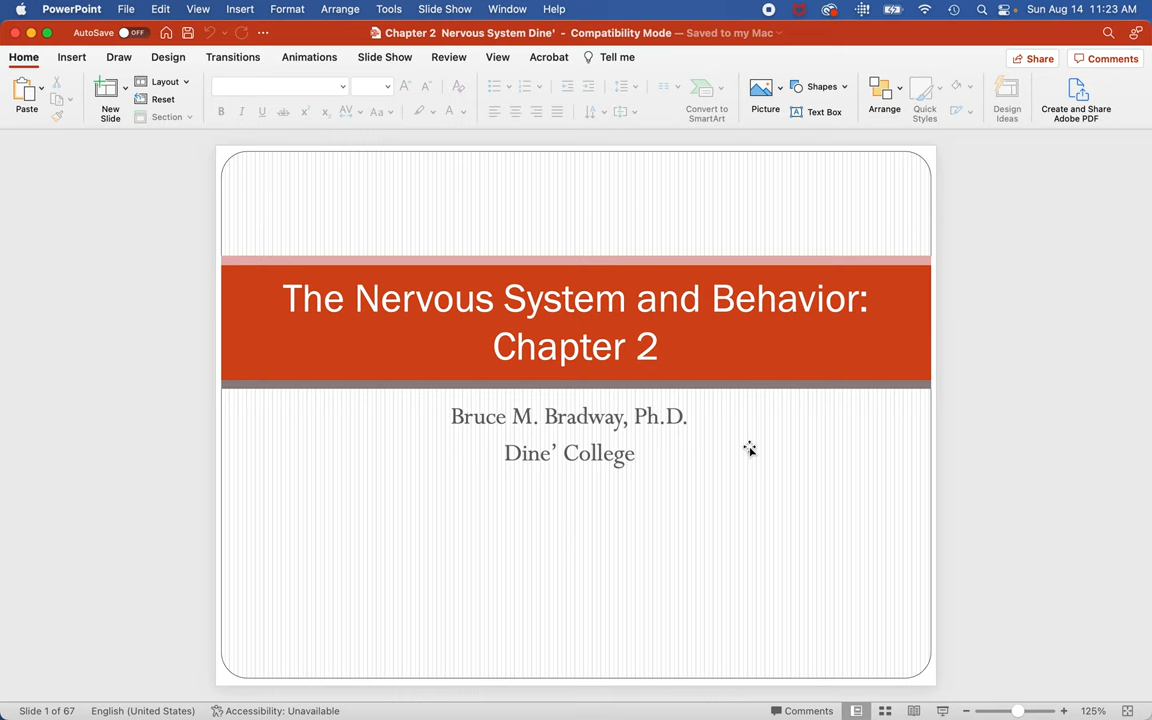 PowerPoint File Edit View Insert Format Arrange Tools Slide Show Window Help Sun Aug 14 11:23 AM
AutoSave OFF Chapter 2 Nervous System Dine' - Compatibility Mode — Saved to my Mac
Home Insert Draw Design Transitions Animations Slide Show Review View Acrobat Tell me Share Comments
Paste New Slide Layout Reset Section Convert to SmartArt Picture Shapes Text Box Arrange Quick Styles Design Ideas Create and Share Adobe PDF
The Nervous System and Behavior:
Chapter 2
Bruce M. Bradway, Ph.D.
Dine' College
Slide 1 of 67 English (United States) Accessibility: Unavailable Comments 125%